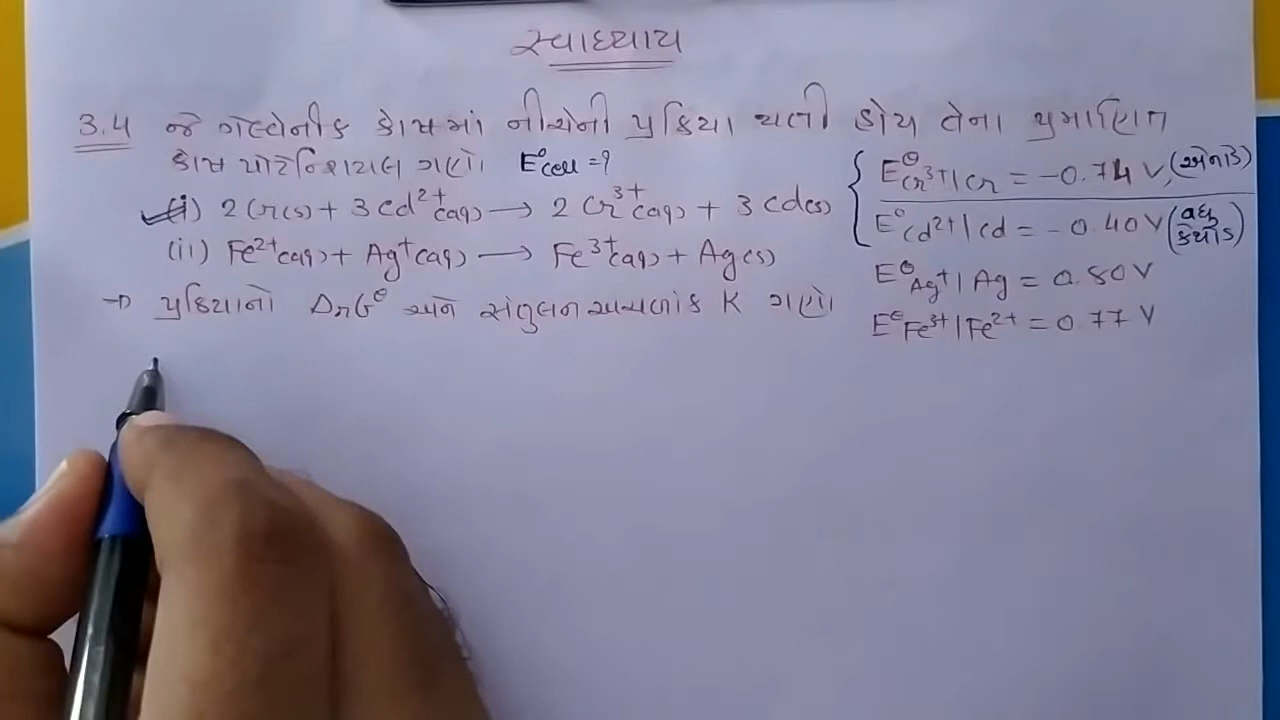 સ્વાધ્યાય
3.4 જે ગેલ્વેનીક કોષમાં નીચેની પ્રક્રિયા થતી હોય તેના પ્રમાણિત
કોષ પોટેન્શિયલ ગણો. E°cell = ?
(i) 2Cr(s) + 3Cd²⁺(aq) → 2Cr³⁺(aq) + 3Cd(s)
(ii) Fe²⁺(aq) + Ag⁺(aq) → Fe³⁺(aq) + Ag(s)
→ પ્રક્રિયાનો ΔrG° અને સંતુલન અચળાંક K ગણો
E°Cr³⁺|Cr = -0.74 V, (એનોડ)
E°Cd²⁺|Cd = -0.40 V (કેથોડ)
E°Ag⁺|Ag = 0.80 V
E°Fe³⁺|Fe²⁺ = 0.77 V